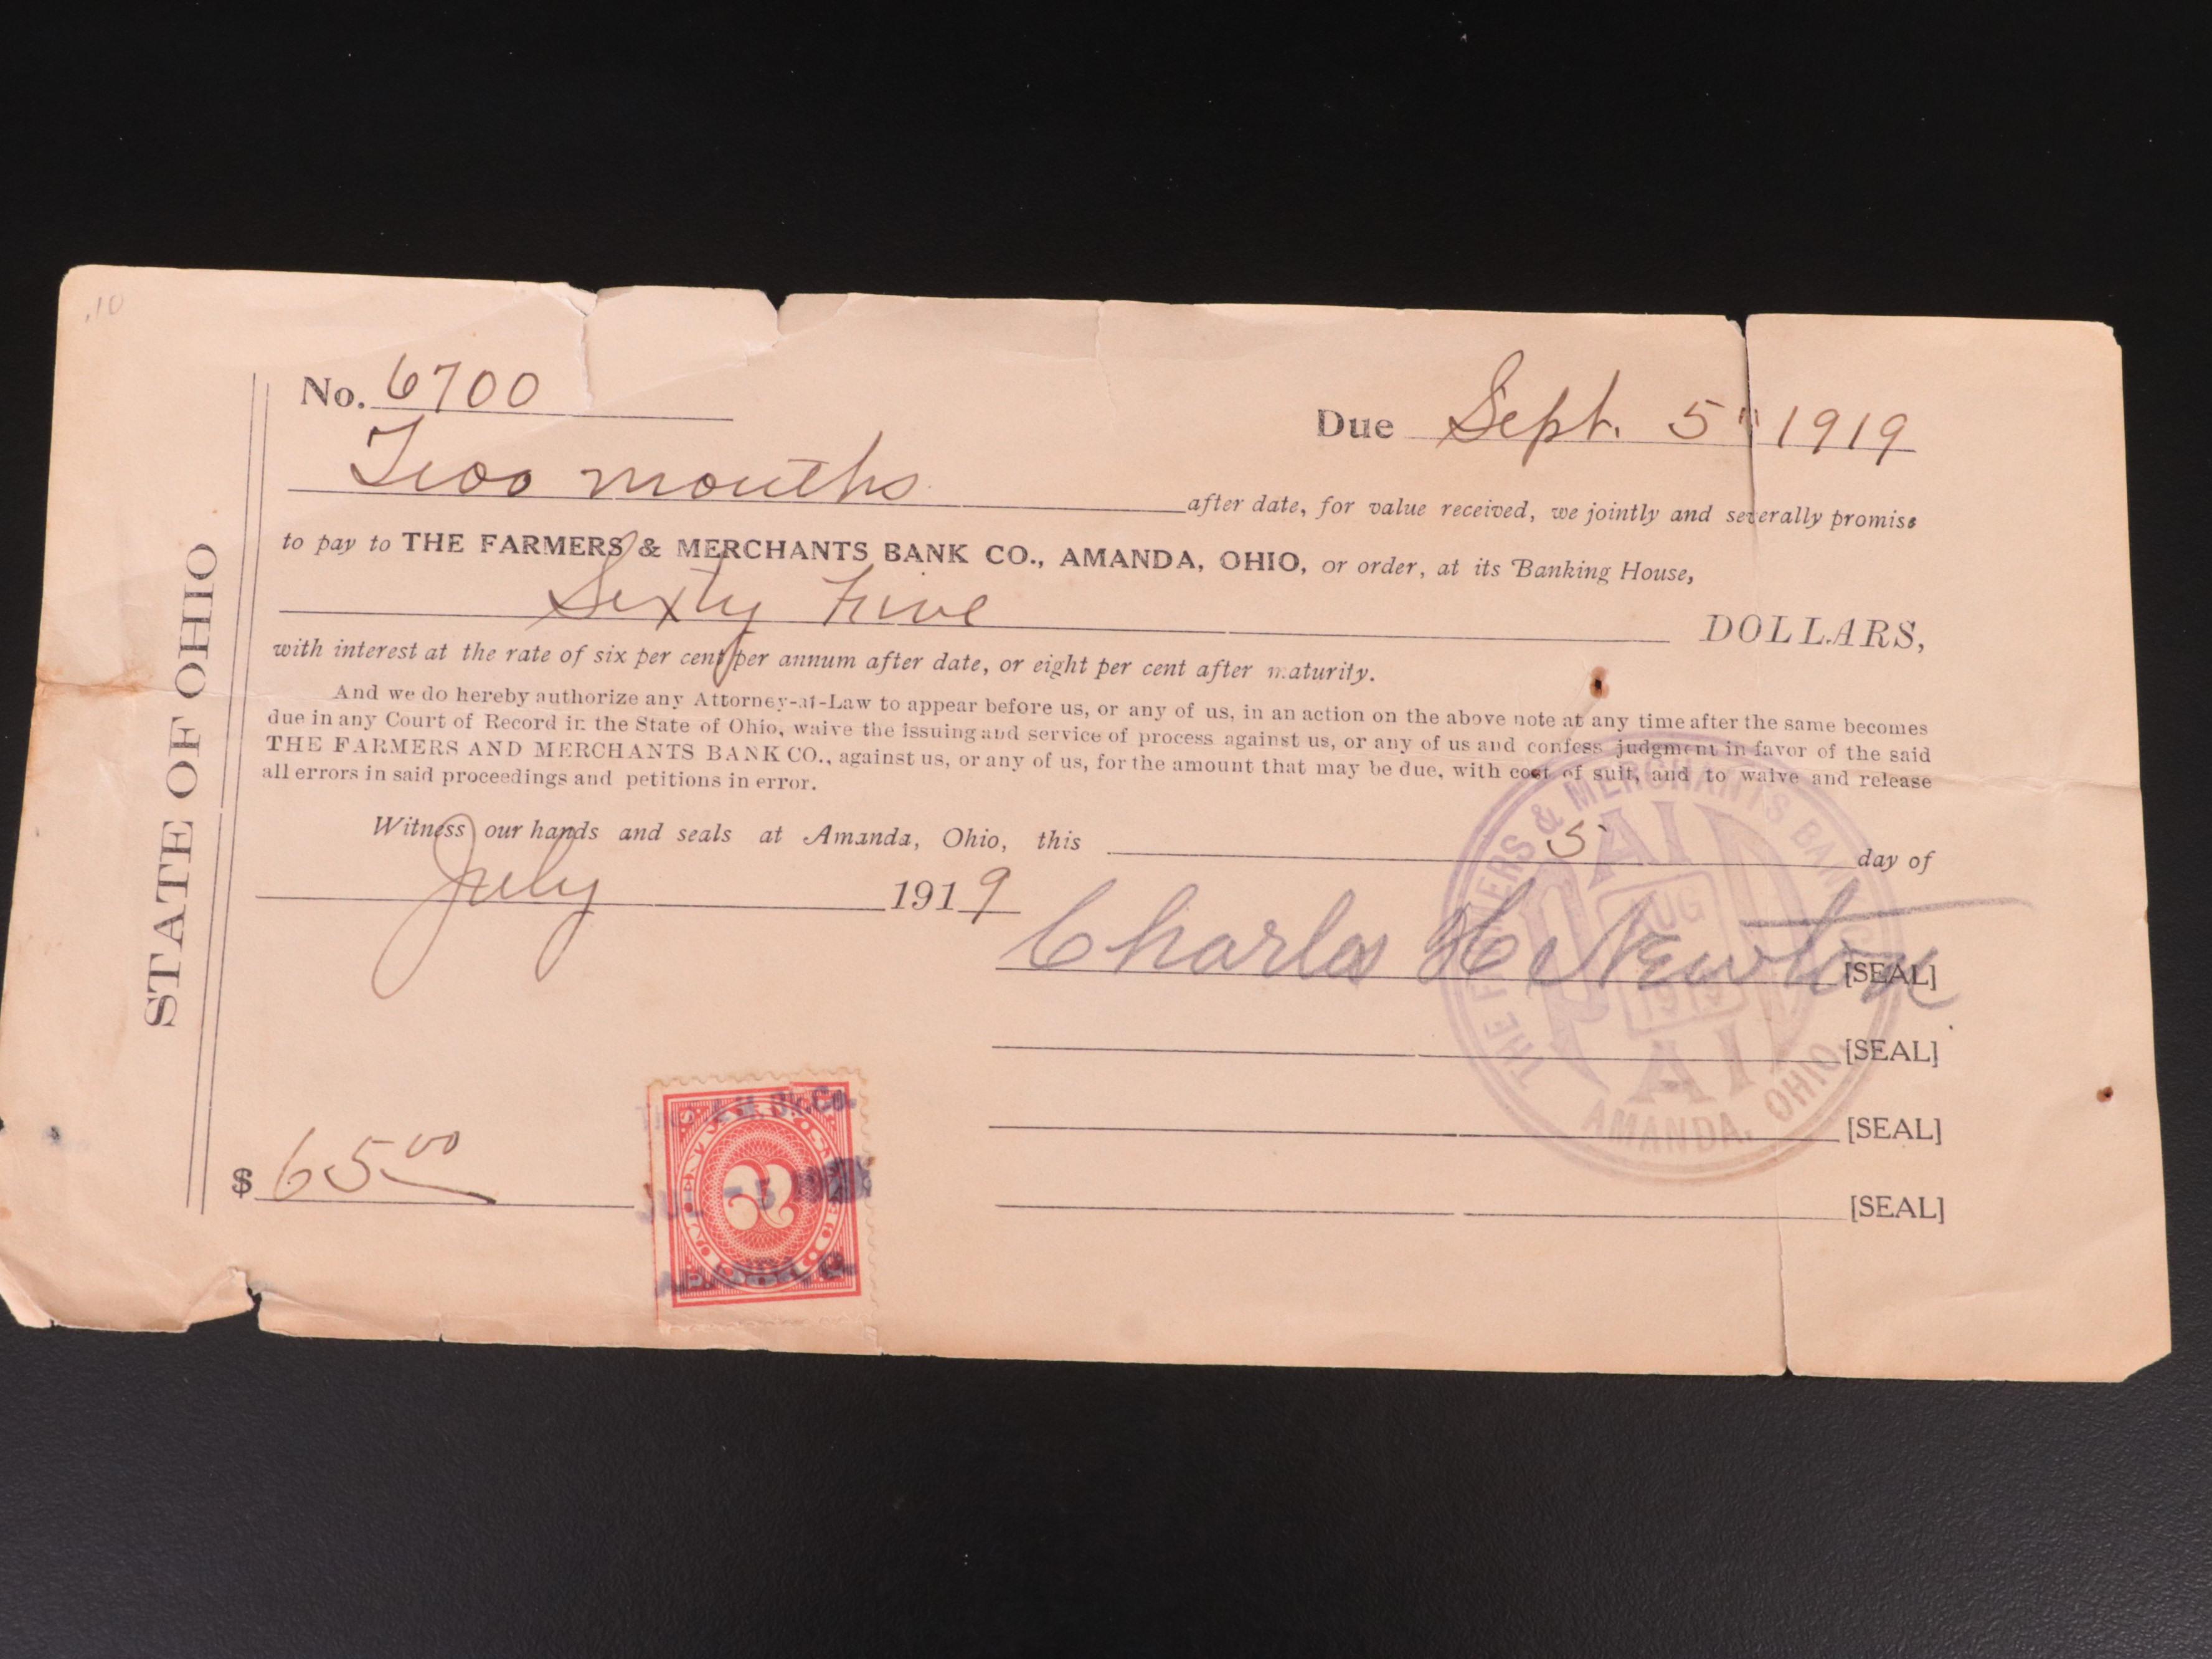 .10
No. 6700
Due Sept. 5" 1919
Two months after date, for value received, we jointly and severally promise
to pay to THE FARMERS & MERCHANTS BANK CO., AMANDA, OHIO, or order, at its Banking House,
Sixty Five DOLLARS,
with interest at the rate of six per cent per annum after date, or eight per cent after maturity.
And we do hereby authorize any Attorney-at-Law to appear before us, or any of us, in an action on the above note at any time after the same becomes
due in any Court of Record in the State of Ohio, waive the issuing and service of process against us, or any of us and confess judgment in favor of the said
THE FARMERS AND MERCHANTS BANK CO., against us, or any of us, for the amount that may be due, with cost of suit, and to waive and release
all errors in said proceedings and petitions in error.
Witness our hands and seals at Amanda, Ohio, this 5 day of
July 1919
Charles H Newton [SEAL]
[SEAL]
[SEAL]
[SEAL]
$ 65 00
STATE OF OHIO
THE FARMERS & MERCHANTS BANK CO.
PAID
AUG
1919
PAID
AMANDA, OHIO.
2
JUL -5